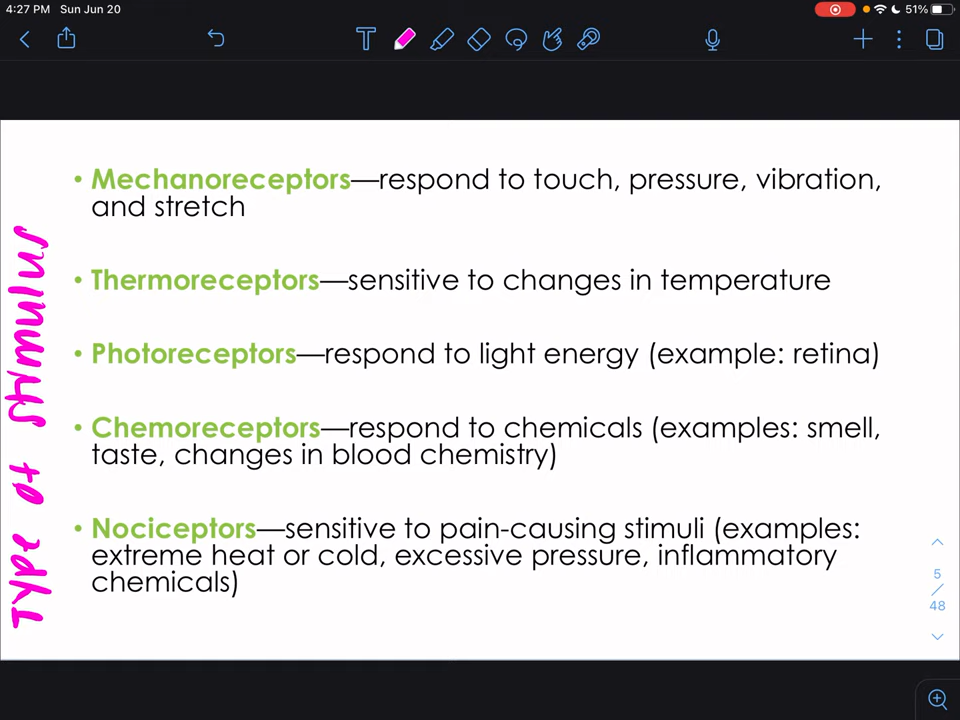 4:27 PM Sun Jun 20
51%
T
• Mechanoreceptors—respond to touch, pressure, vibration,
and stretch
• Thermoreceptors—sensitive to changes in temperature
• Photoreceptors—respond to light energy (example: retina)
• Chemoreceptors—respond to chemicals (examples: smell,
taste, changes in blood chemistry)
• Nociceptors—sensitive to pain-causing stimuli (examples:
extreme heat or cold, excessive pressure, inflammatory
chemicals)
Type of Stimulus
5
/
48